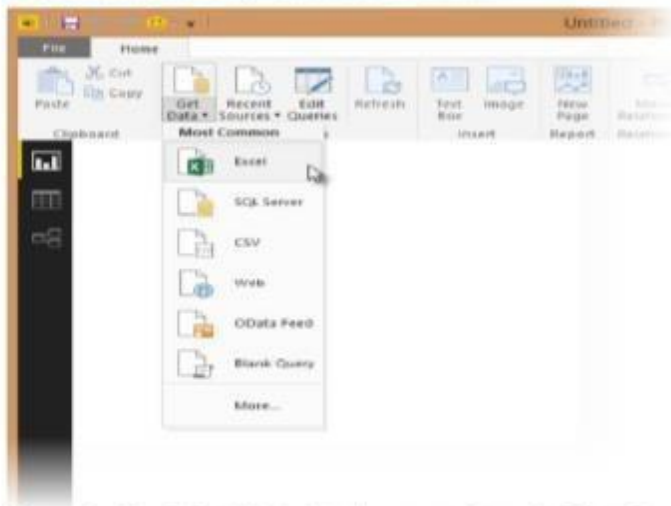 Untitled - P
File Home
Cut
Copy
Paste
Get Data
Recent Sources
Edit Queries
Refresh
Text Box
Image
New Page
Clipboard
Insert
Report
Most Common
Excel
SQL Server
CSV
Web
OData Feed
Blank Query
More...